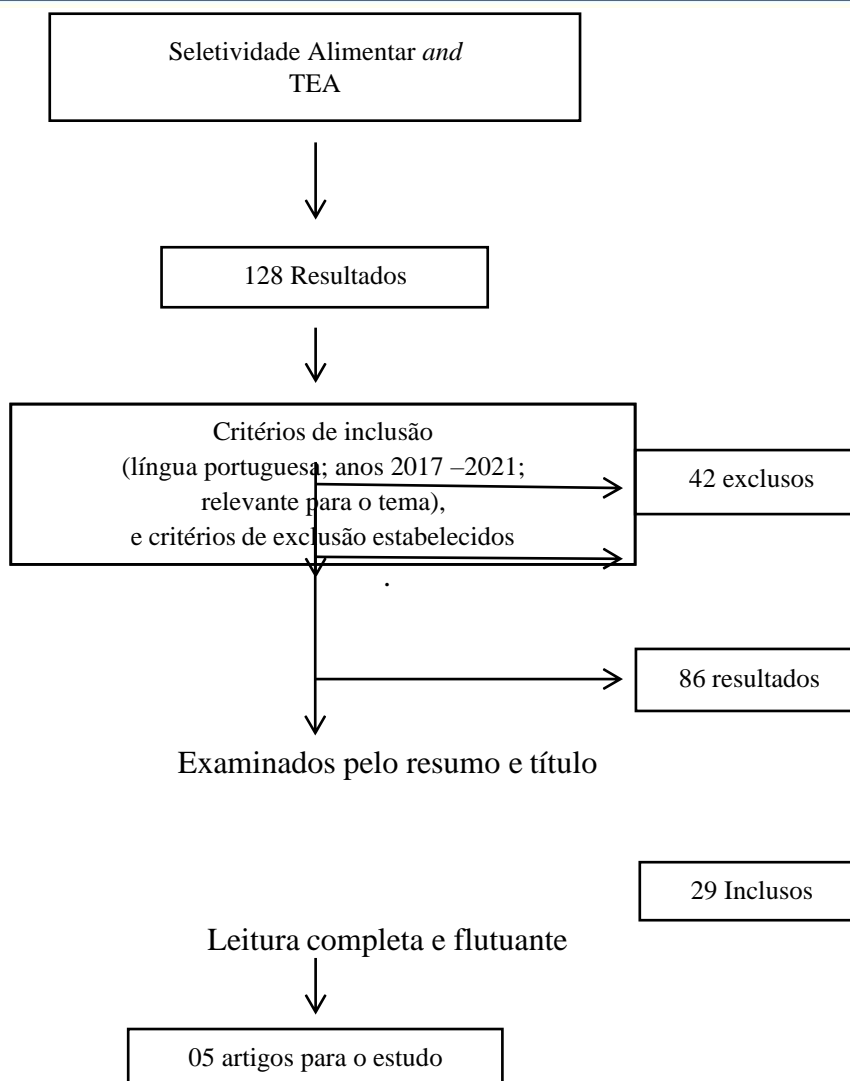 Seletividade Alimentar and
TEA
128 Resultados
Critérios de inclusão
(língua portuguesa; anos 2017 –2021;
relevante para o tema),
e critérios de exclusão estabelecidos
.
42 exclusos
86 resultados
Examinados pelo resumo e título
29 Inclusos
Leitura completa e flutuante
05 artigos para o estudo